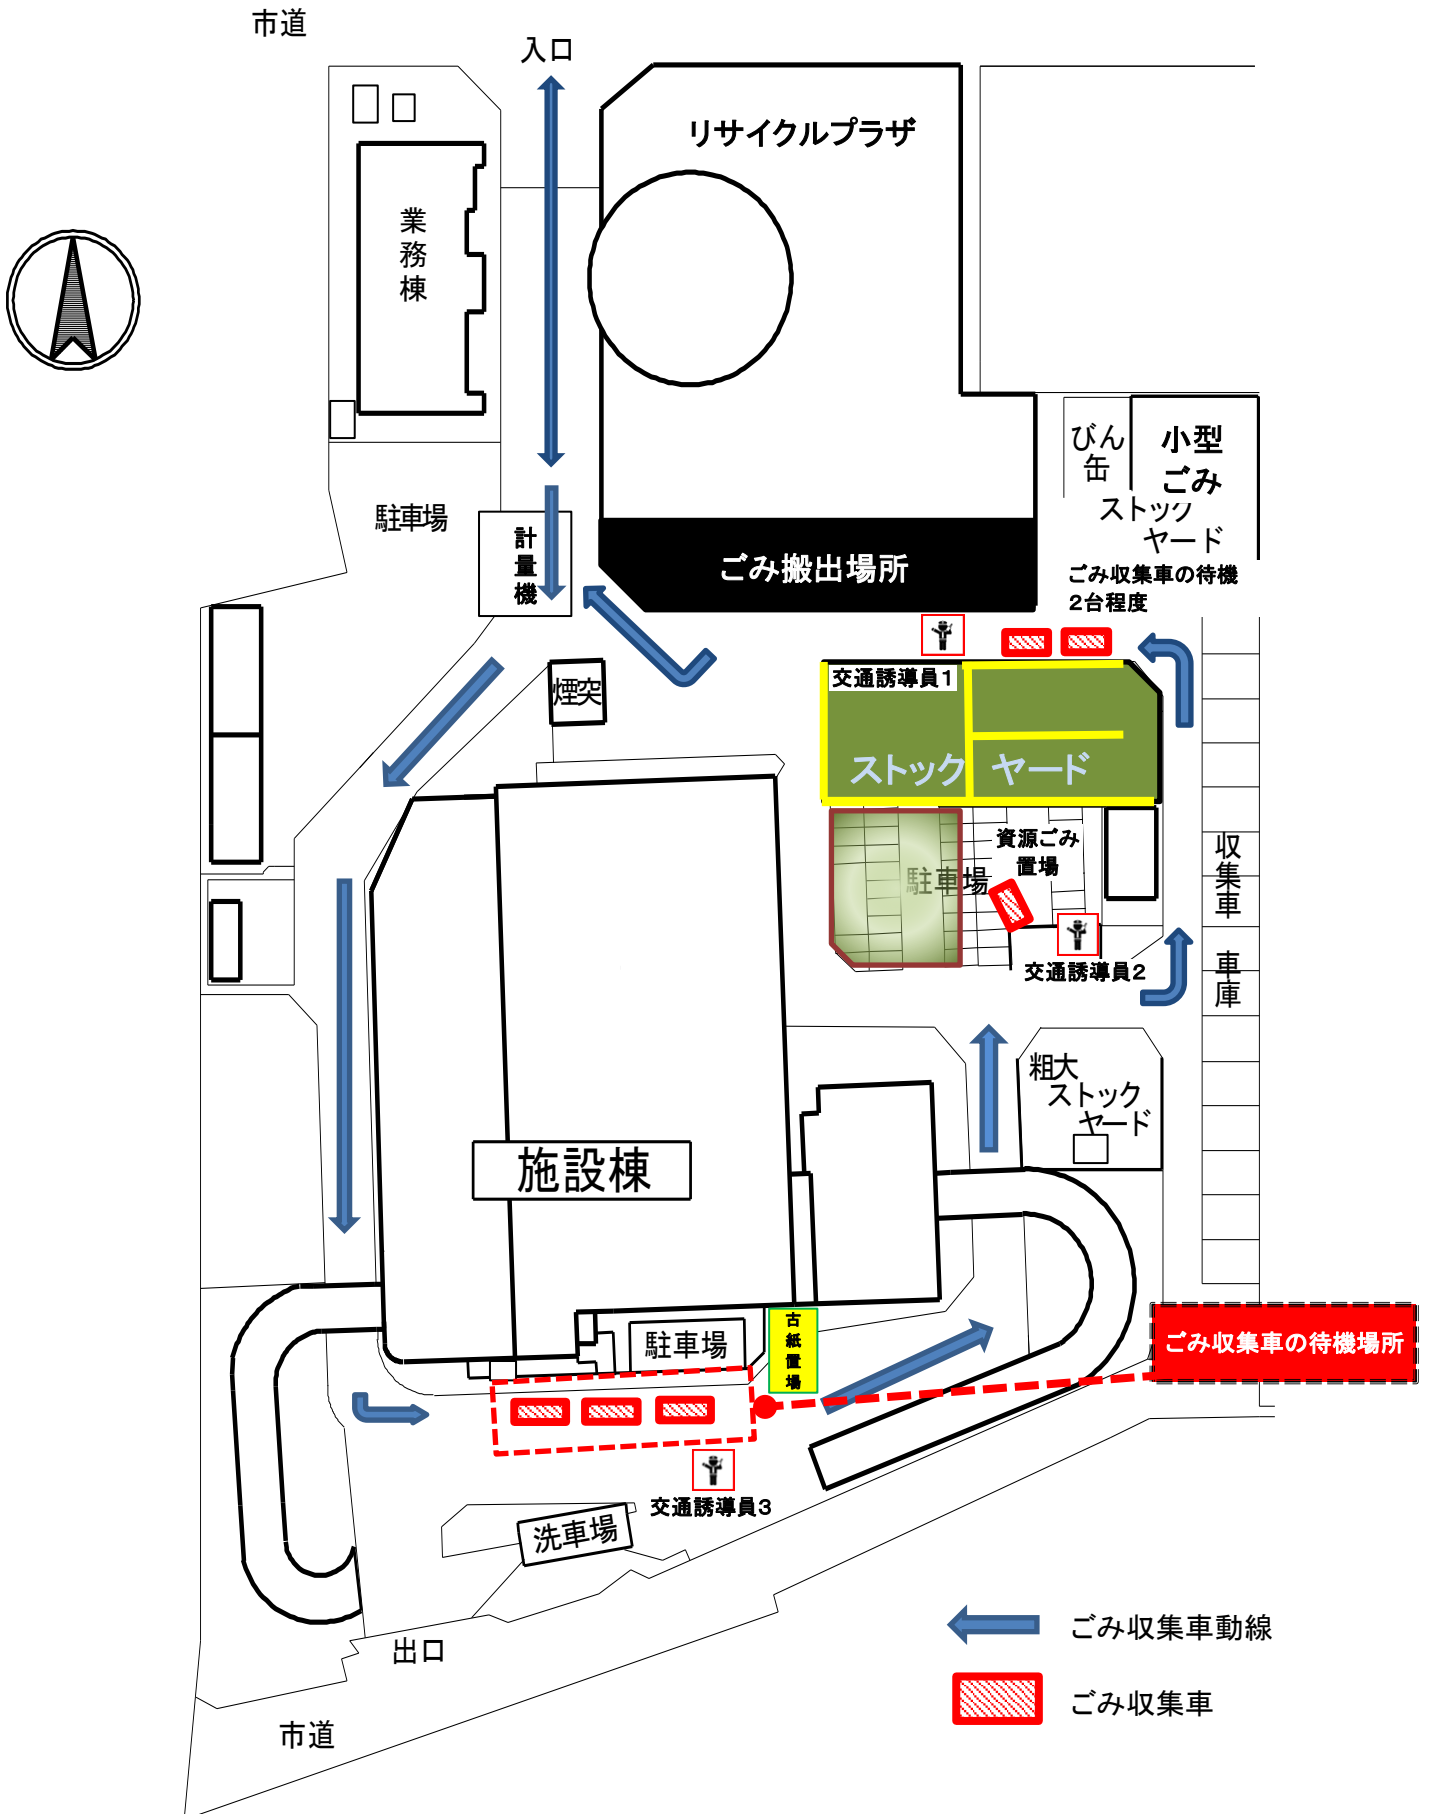 市道
入口
リサイクルプラザ
業務棟
びん
缶
小型
ごみ
ストック
ヤード
駐車場
計量機
ごみ搬出場所
ごみ収集車の待機
2台程度
煙突
交通誘導員1
ストック ヤード
資源ごみ
置場
駐車場
収集車 車庫
交通誘導員2
粗大
ストック
ヤード
施設棟
古紙置場
駐車場
ごみ収集車の待機場所
交通誘導員3
洗車場
出口
ごみ収集車動線
ごみ収集車
市道